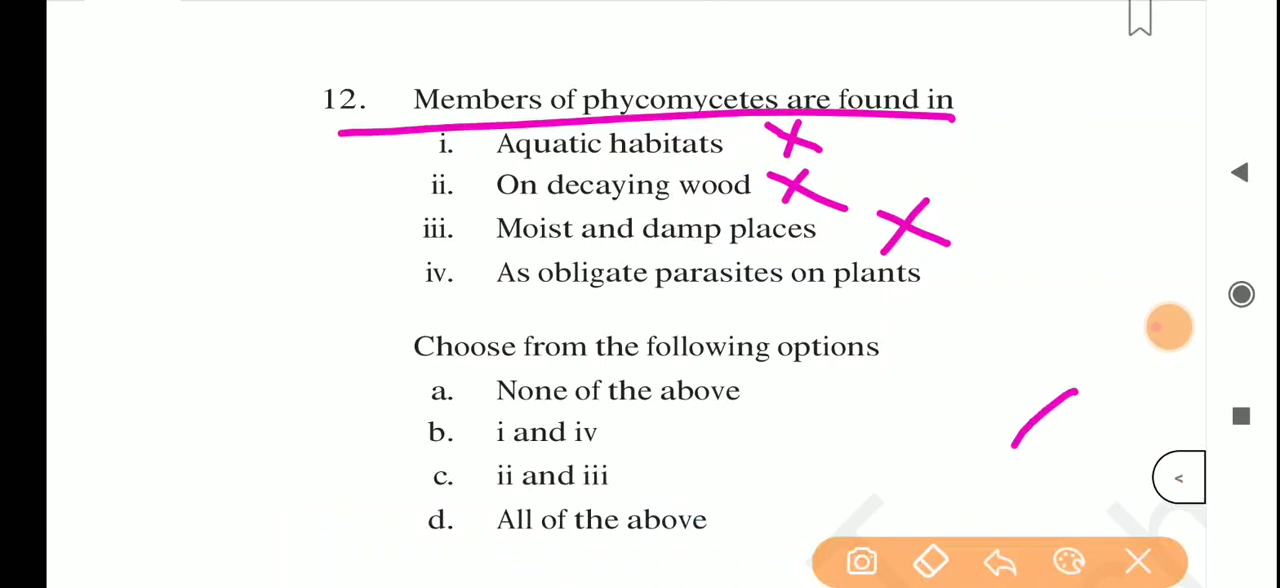 12. Members of phycomycetes are found in
i. Aquatic habitats
ii. On decaying wood
iii. Moist and damp places
iv. As obligate parasites on plants
Choose from the following options
a. None of the above
b. i and iv
c. ii and iii
d. All of the above